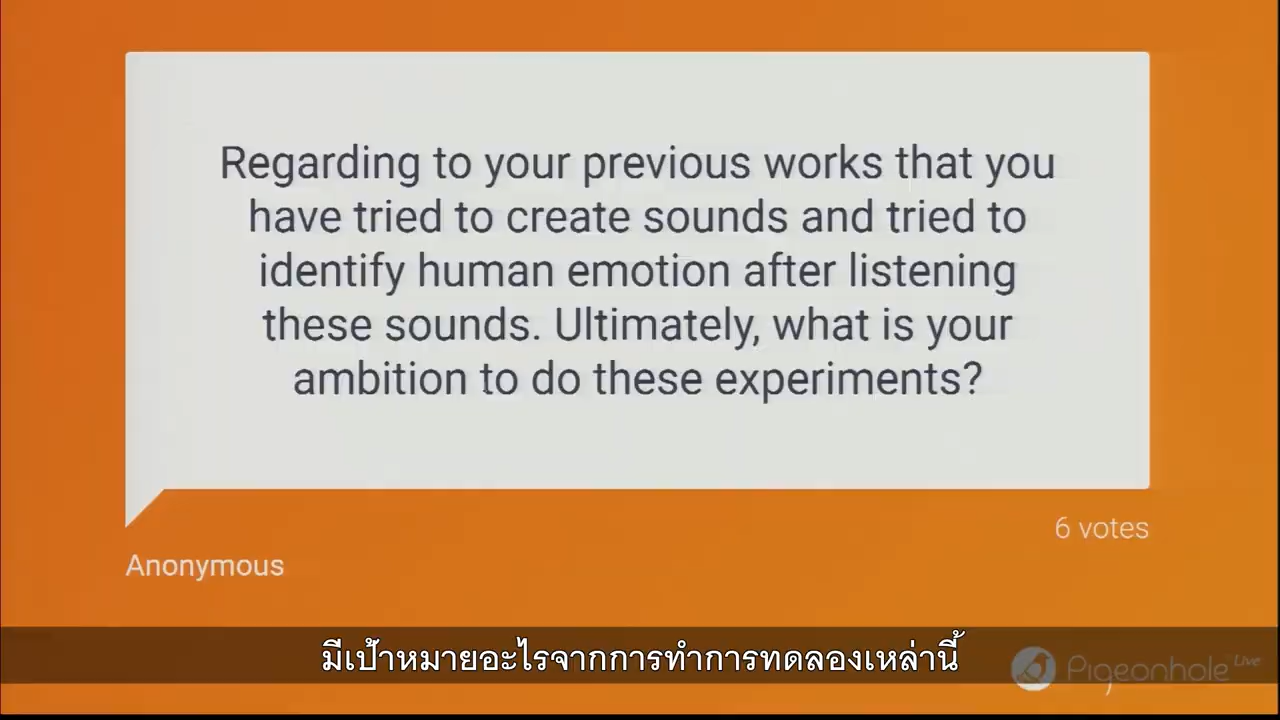 Regarding to your previous works that you
have tried to create sounds and tried to
identify human emotion after listening
these sounds. Ultimately, what is your
ambition to do these experiments?
6 votes
Anonymous
มีเป้าหมายอะไรจากการทำการทดลองเหล่านี้
Pigeonhole Live